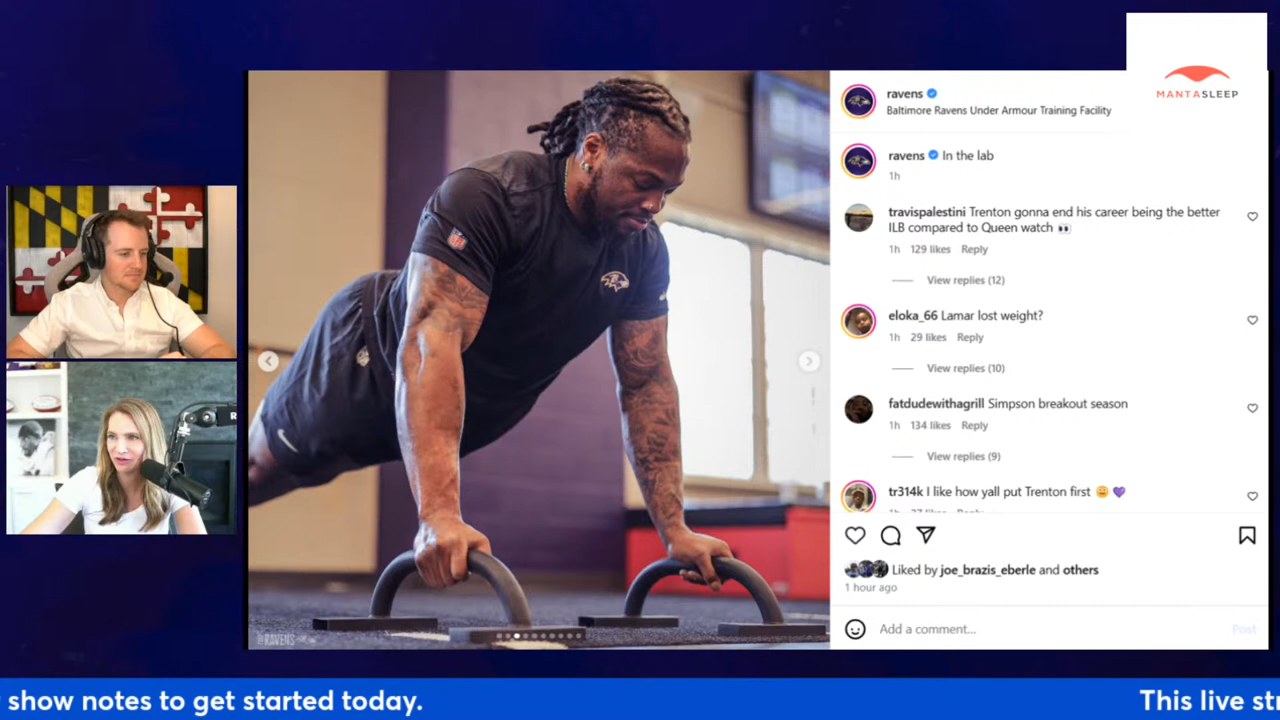 MANTASLEEP
ravens
Baltimore Ravens Under Armour Training Facility
ravens In the lab
1h
travispalestini Trenton gonna end his career being the better
ILB compared to Queen watch 👀
1h 129 likes Reply
View replies (12)
eloka_66 Lamar lost weight?
1h 29 likes Reply
View replies (10)
fatdudewithagrill Simpson breakout season
1h 134 likes Reply
View replies (9)
tr314k I like how yall put Trenton first
Liked by joe_brazis_eberle and others
1 hour ago
Add a comment...
Post
NFL
@RAVENS
R
show notes to get started today.
This live str